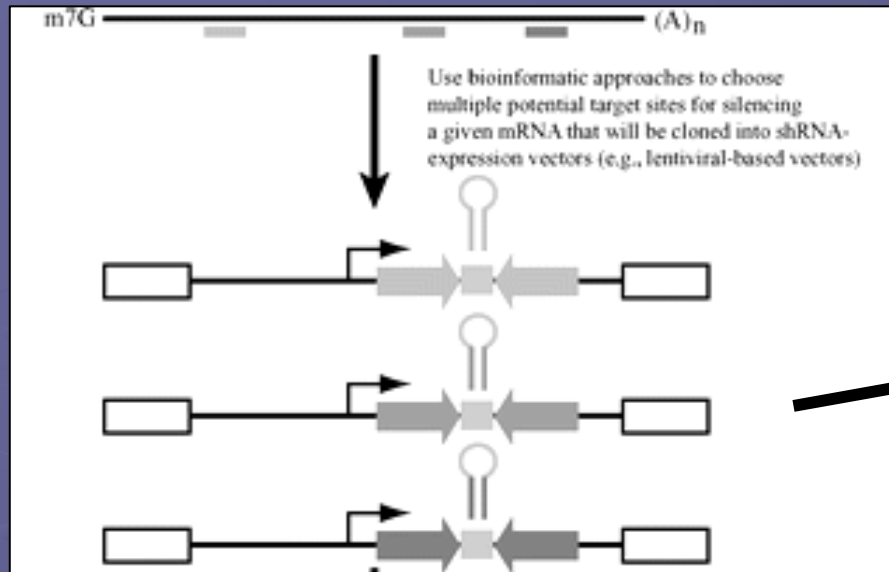 m7G (A)n
Use bioinformatic approaches to choose
multiple potential target sites for silencing
a given mRNA that will be cloned into shRNA-
expression vectors (e.g., lentiviral-based vectors)